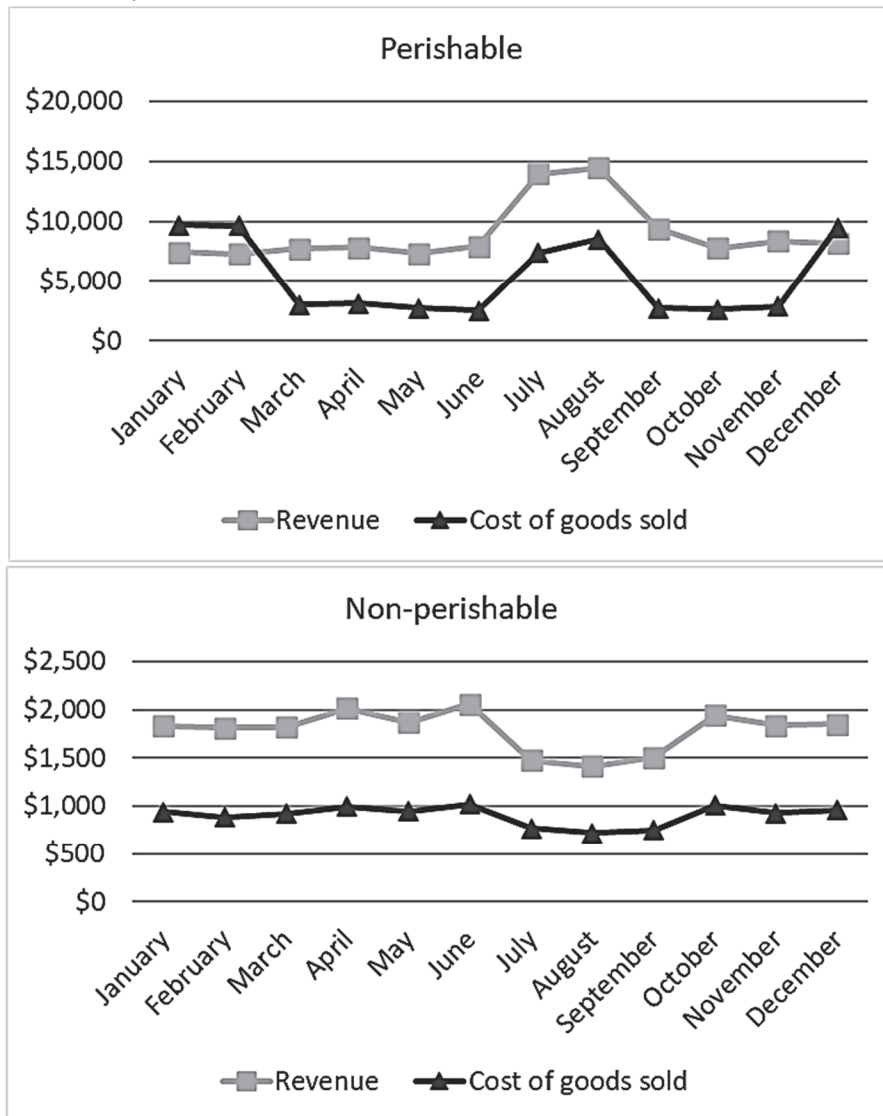 Perishable
$20,000
$15,000
$10,000
$5,000
$0
January
February
March
April
May
June
July
August
September
October
November
December
Revenue
Cost of goods sold
Non-perishable
$2,500
$2,000
$1,500
$1,000
$500
$0
January
February
March
April
May
June
July
August
September
October
November
December
Revenue
Cost of goods sold